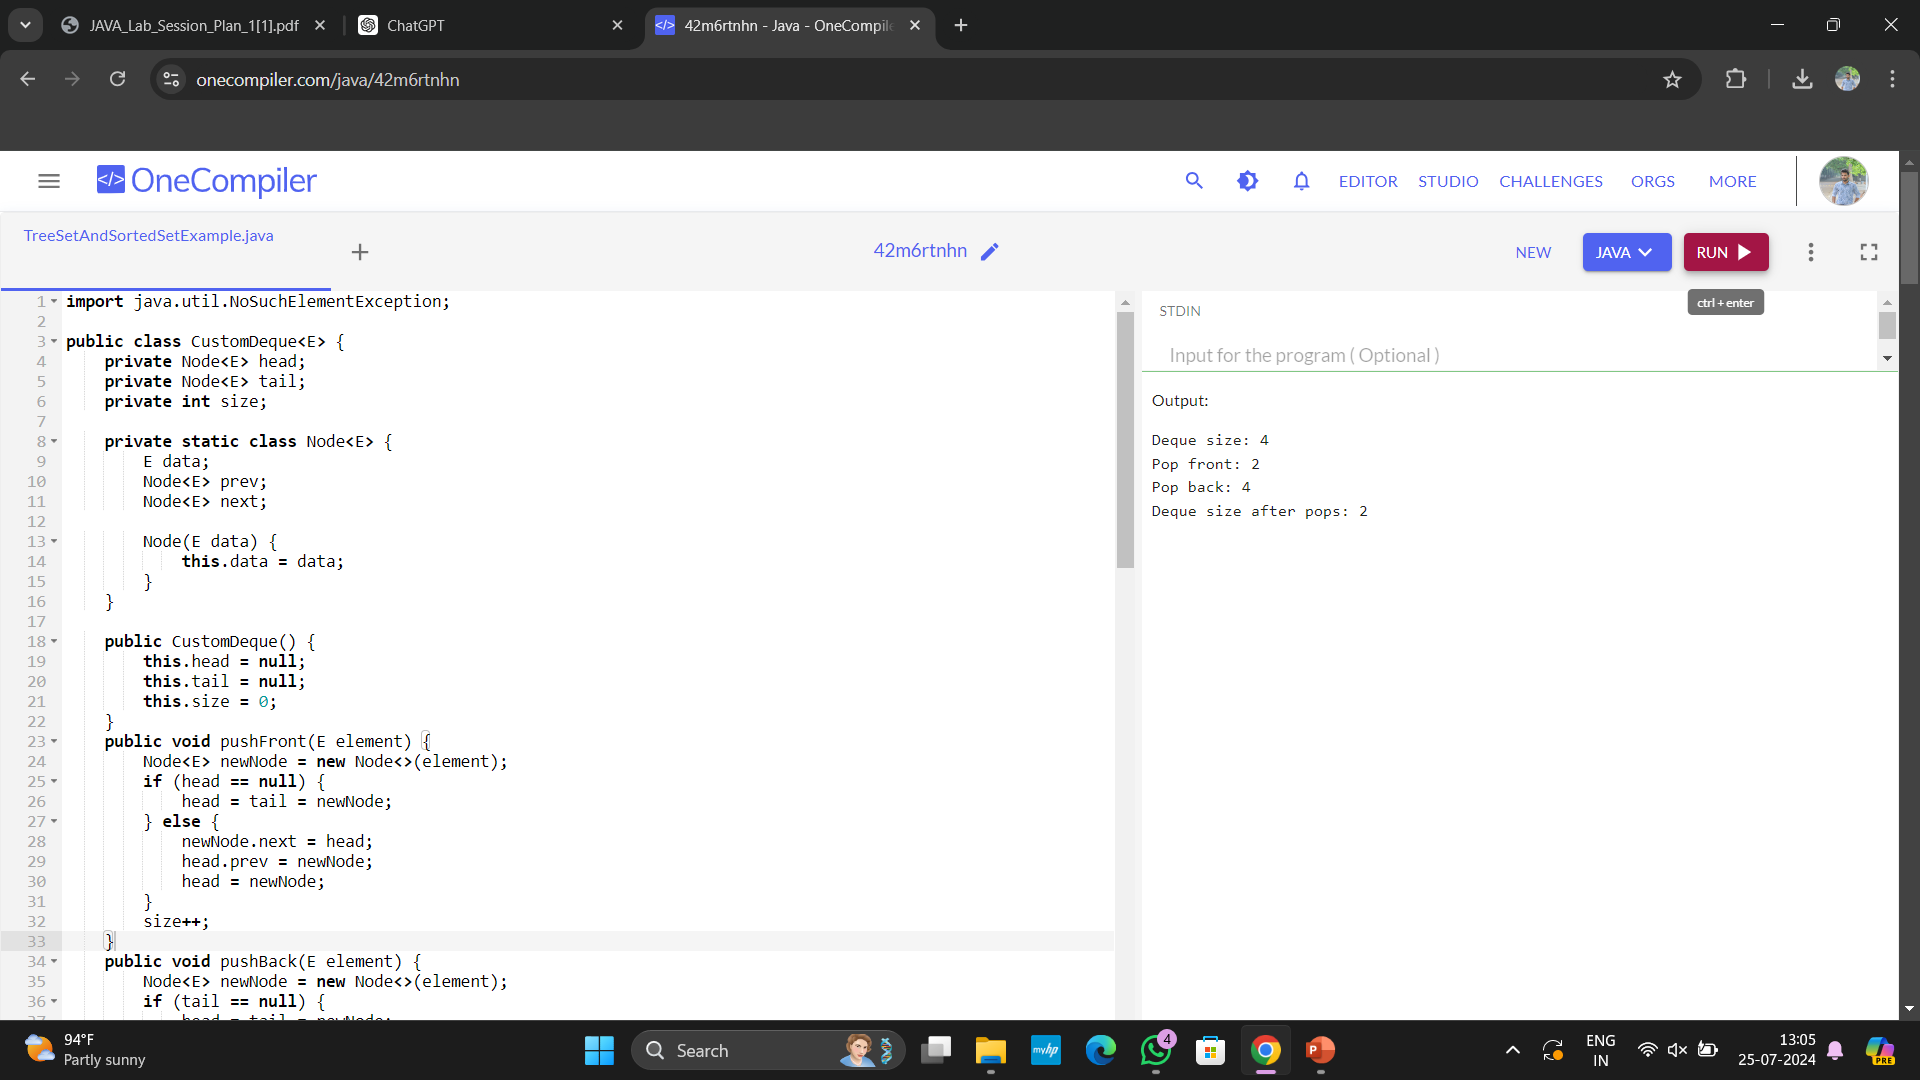 JAVA_Lab_Session_Plan_1[1].pdf
ChatGPT
42m6rtnhn - Java - OneCompile
onecompiler.com/java/42m6rtnhn
OneCompiler
EDITOR STUDIO CHALLENGES ORGS MORE
TreeSetAndSortedSetExample.java
42m6rtnhn
NEW
JAVA
RUN
ctrl + enter
1 import java.util.NoSuchElementException;
2
3 public class CustomDeque<E> {
4 private Node<E> head;
5 private Node<E> tail;
6 private int size;
7
8 private static class Node<E> {
9 E data;
10 Node<E> prev;
11 Node<E> next;
12
13 Node(E data) {
14 this.data = data;
15 }
16 }
17
18 public CustomDeque() {
19 this.head = null;
20 this.tail = null;
21 this.size = 0;
22 }
23 public void pushFront(E element) {
24 Node<E> newNode = new Node<>(element);
25 if (head == null) {
26 head = tail = newNode;
27 } else {
28 newNode.next = head;
29 head.prev = newNode;
30 head = newNode;
31 }
32 size++;
33 }
34 public void pushBack(E element) {
35 Node<E> newNode = new Node<>(element);
36 if (tail == null) {
37 head = tail = newNode;
STDIN
Input for the program ( Optional )
Output:
Deque size: 4
Pop front: 2
Pop back: 4
Deque size after pops: 2
94°F
Partly sunny
Search
myhp
4
P
ENG
IN
13:05
25-07-2024
PRE